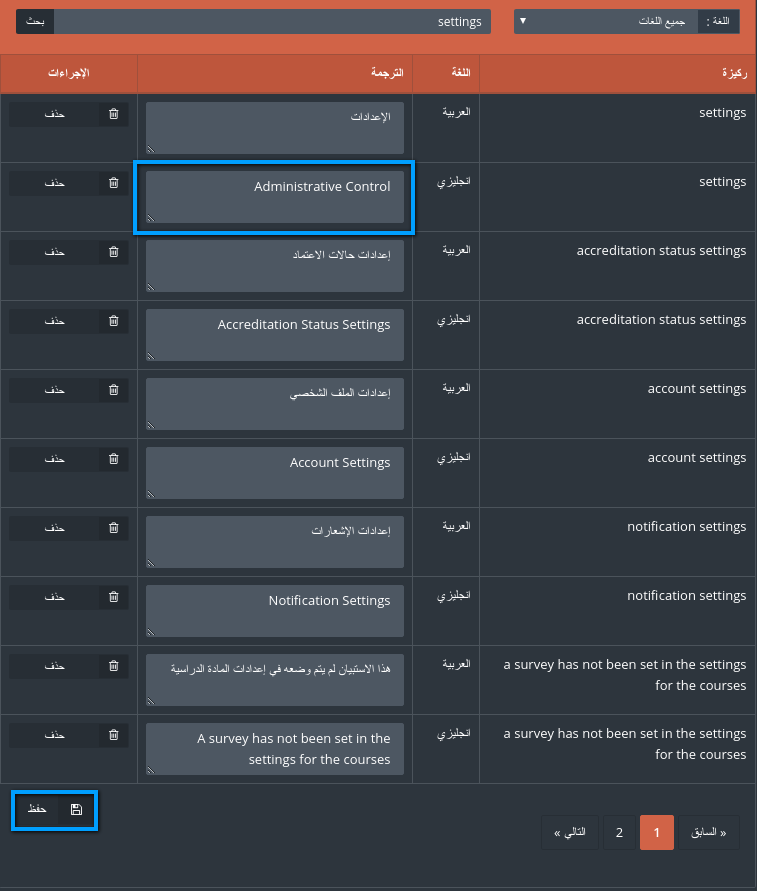 اللغة : جميع اللغات settings بحث
ركيزة اللغة الترجمة الإجراءات
settings العربية الإعدادات حذف
settings انجليزي Administrative Control حذف
accreditation status settings العربية إعدادات حالات الاعتماد حذف
accreditation status settings انجليزي Accreditation Status Settings حذف
account settings العربية إعدادات الملف الشخصي حذف
account settings انجليزي Account Settings حذف
notification settings العربية إعدادات الإشعارات حذف
notification settings انجليزي Notification Settings حذف
a survey has not been set in the settings العربية هذا الاستبيان لم يتم وضعه في إعدادات المادة الدراسية حذف
for the courses
a survey has not been set in the settings انجليزي A survey has not been set in the حذف
for the courses settings for the courses
حفظ
« السابق 1 2 التالي »